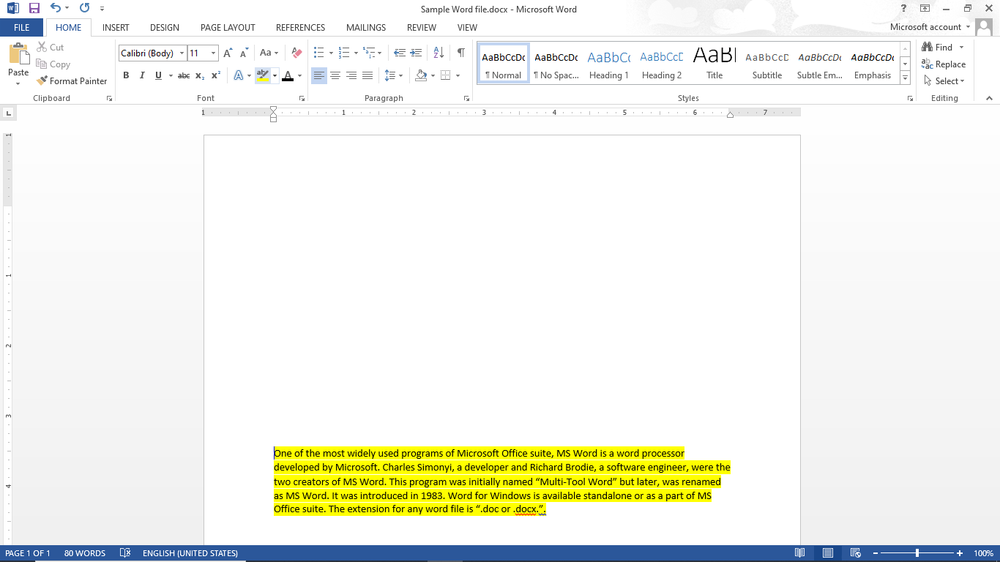 Sample Word file.docx - Microsoft Word
FILE HOME INSERT DESIGN PAGE LAYOUT REFERENCES MAILINGS REVIEW VIEW Microsoft account
Paste
Cut
Copy
Format Painter
Clipboard
Calibri (Body) 11
Font
Paragraph
AaBbCcDc AaBbCcDc AaBbCc AaBbCcD AaBl AaBbCcD AaBbCcDc AaBbCcDc
¶ Normal ¶ No Spac... Heading 1 Heading 2 Title Subtitle Subtle Em... Emphasis
Styles
Find
Replace
Select
Editing
1 1 2 3 4 5 6 7
1
1
2
3
4
One of the most widely used programs of Microsoft Office suite, MS Word is a word processor
developed by Microsoft. Charles Simonyi, a developer and Richard Brodie, a software engineer, were the
two creators of MS Word. This program was initially named “Multi-Tool Word” but later, was renamed
as MS Word. It was introduced in 1983. Word for Windows is available standalone or as a part of MS
Office suite. The extension for any word file is “.doc or .docx.”.
PAGE 1 OF 1 80 WORDS ENGLISH (UNITED STATES) 100%